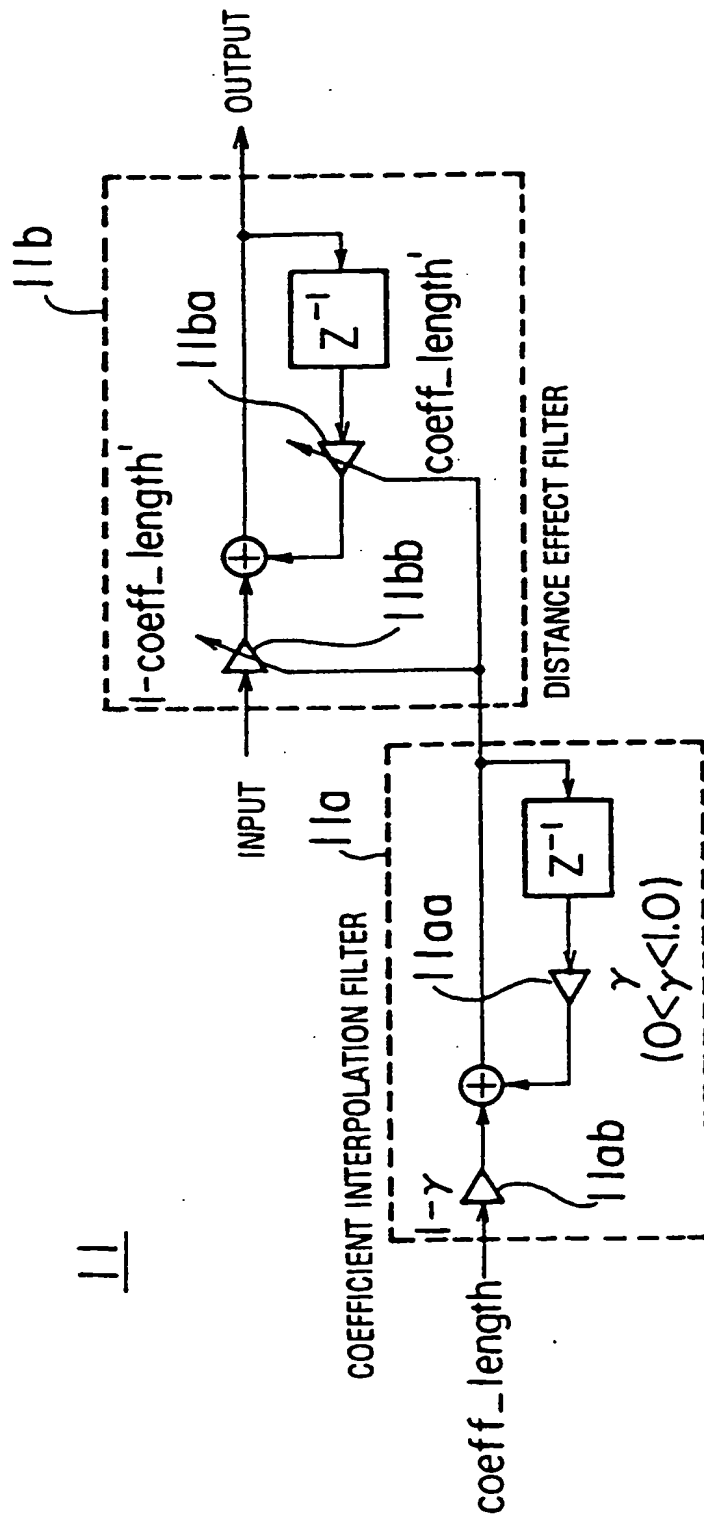 11
11b
1-coeff_length'
11ba
Z⁻¹
OUTPUT
INPUT
11bb
coeff_length'
DISTANCE EFFECT FILTER
COEFFICIENT INTERPOLATION FILTER
11a
1-γ
11aa
Z⁻¹
coeff_length
11ab
γ
(0<γ<1.0)